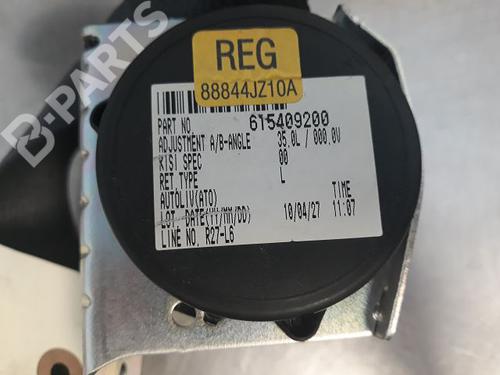 B-PARTS
REG
88844JZ10A
PART NO. 615409200
ADJUSTMENT A/B-ANGLE 35.0L / 000.0V
RISI SPEC 00
RET TYPE L
AUTOLIV(ATO) TIME
LOT. DATE(YY/MM/DD) 10/04/27 11:07
LINE NO. R27-L6